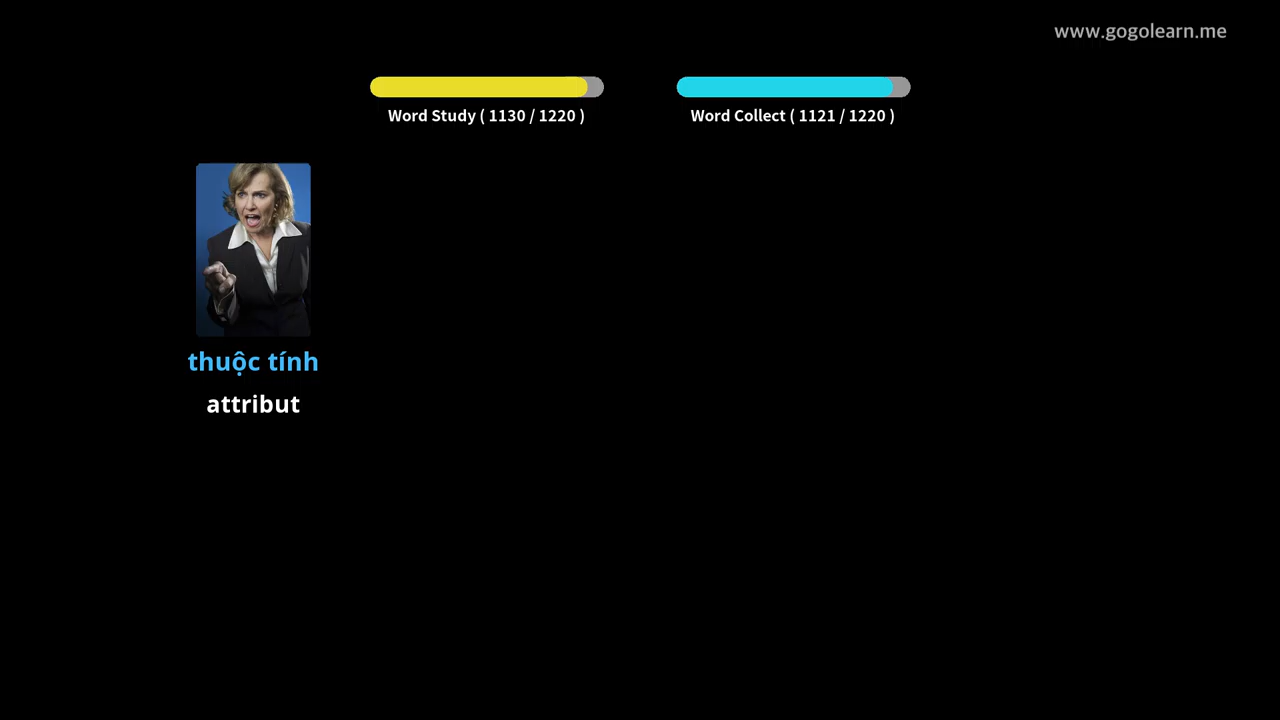 www.gogolearn.me
Word Study ( 1130 / 1220 )
Word Collect ( 1121 / 1220 )
thuộc tính
attribut